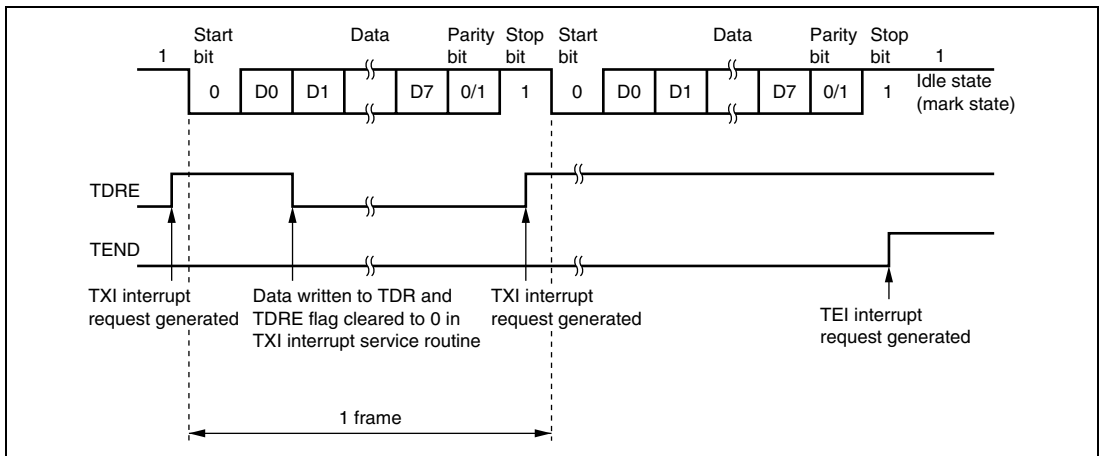 1
Start bit
Data
Parity bit
Stop bit
Start bit
Data
Parity bit
Stop bit
1
0 D0 D1 D7 0/1 1 0 D0 D1 D7 0/1 1
Idle state
(mark state)
TDRE
TEND
TXI interrupt
request generated
Data written to TDR and
TDRE flag cleared to 0 in
TXI interrupt service routine
TXI interrupt
request generated
TEI interrupt
request generated
1 frame